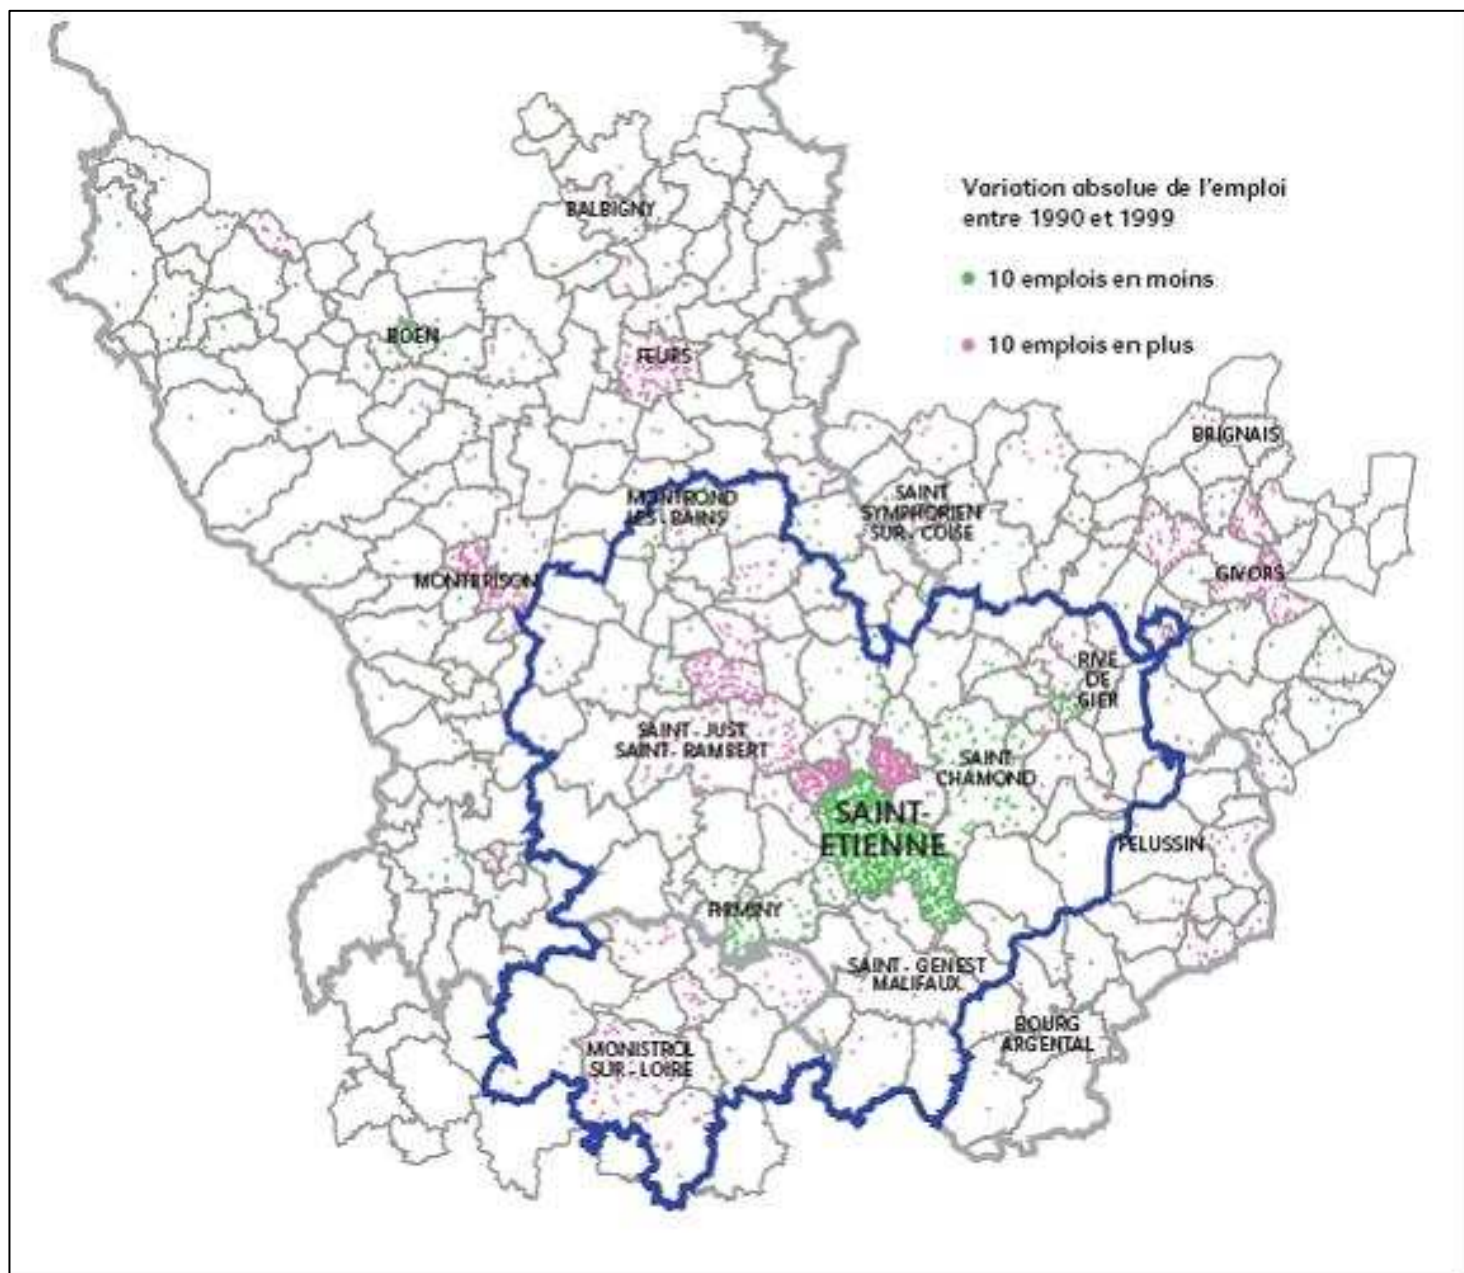 Variation absolue de l'emploi
entre 1990 et 1999
10 emplois en moins
10 emplois en plus
BALBIGNY
BOEN
FEURS
BRIGNAIS
MONTROND
LES - BAINS
SAINT
SYMPHORIEN
SUR - COISE
MONTBRISON
GIVORS
RIVE
DE
GIER
SAINT - JUST
SAINT - RAMBERT
SAINT
CHAMOND
SAINT-
ETIENNE
PELUSSIN
FIRMINY
SAINT - GENEST
MALIFAUX
BOURG
ARGENTAL
MONISTROL
SUR - LOIRE